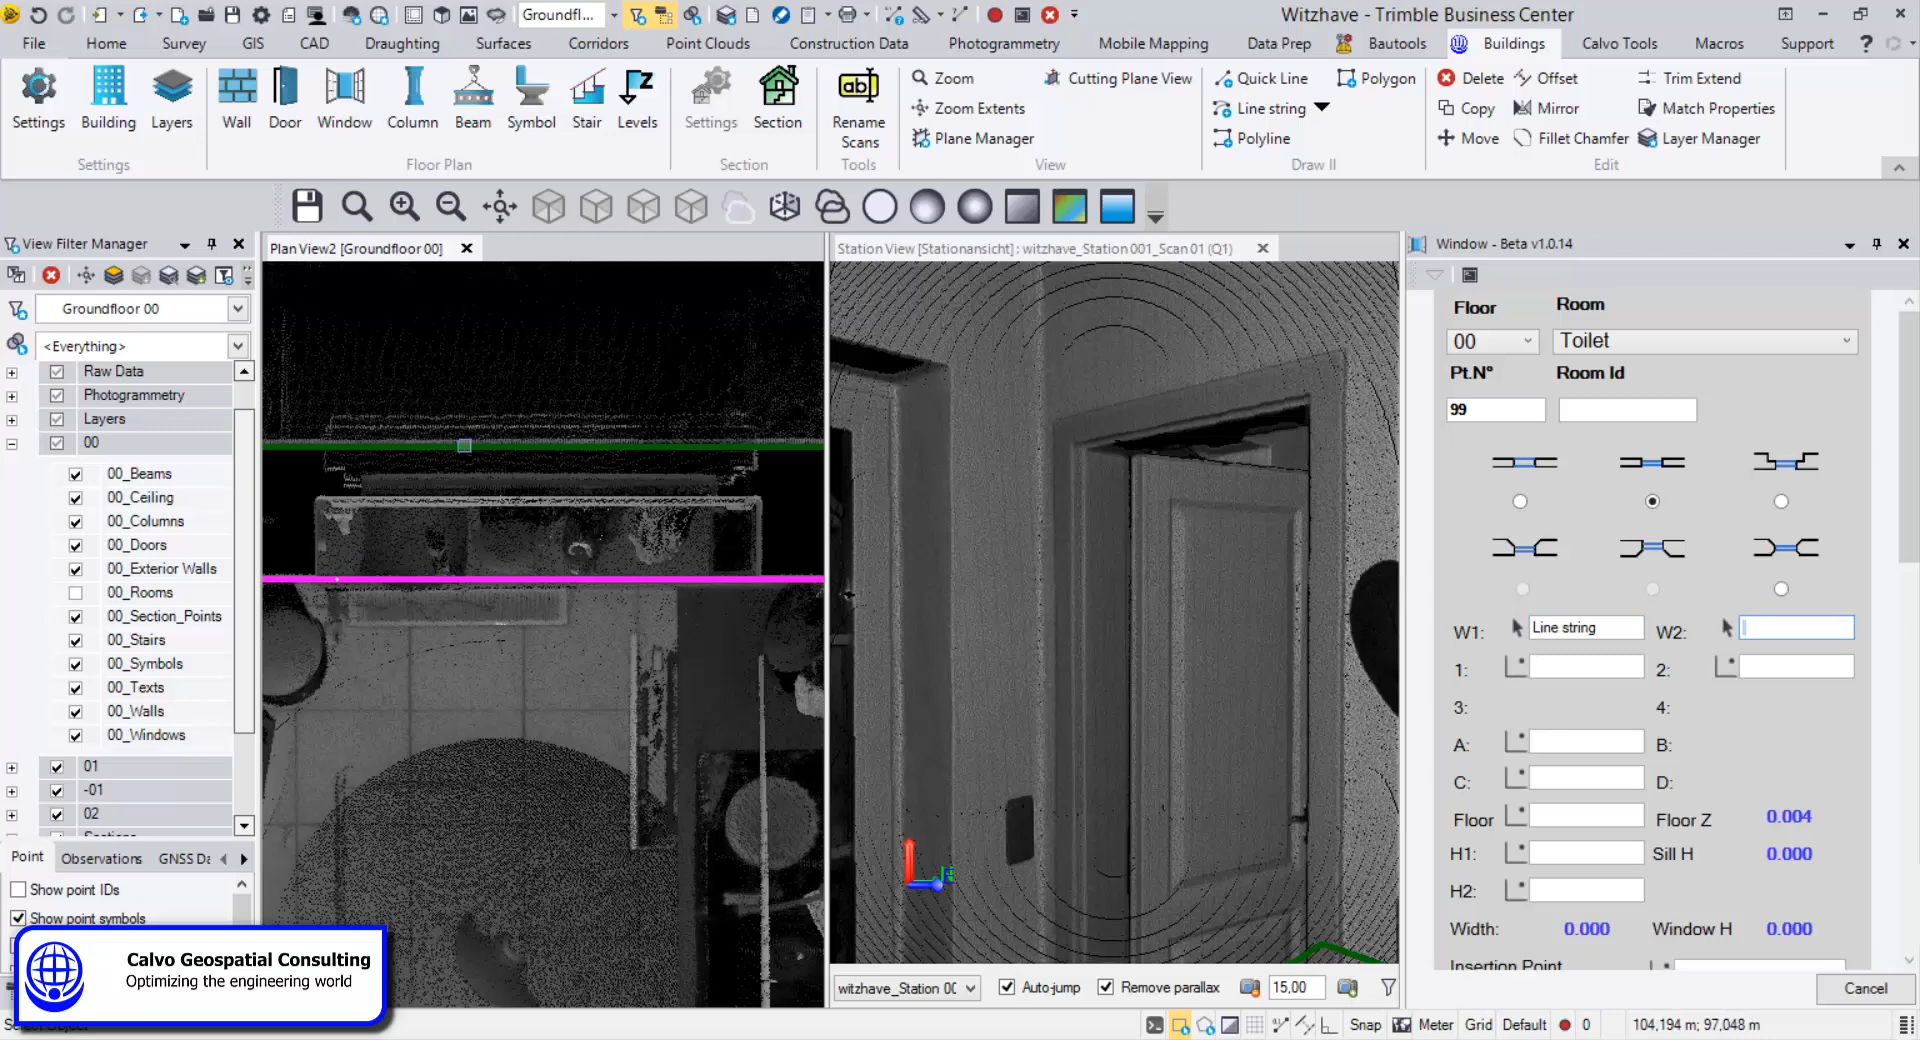 Groundfl...
Witzhave - Trimble Business Center
File Home Survey GIS CAD Draughting Surfaces Corridors Point Clouds Construction Data Photogrammetry Mobile Mapping Data Prep Bautools Buildings Calvo Tools Macros Support
Settings Building Layers Wall Door Window Column Beam Symbol Stair Levels Settings Section Rename Scans
Zoom Cutting Plane View Quick Line Polygon Delete Offset Trim Extend
Zoom Extents Line string Copy Mirror Match Properties
Plane Manager Polyline Move Fillet Chamfer Layer Manager
Settings Floor Plan Section Tools View Draw II Edit
View Filter Manager
Plan View2 [Groundfloor 00]
Station View [Stationansicht] : witzhave_Station 001_Scan 01 (Q1)
Window - Beta v1.0.14
Groundfloor 00
<Everything>
Raw Data
Photogrammetry
Layers
00
00_Beams
00_Ceiling
00_Columns
00_Doors
00_Exterior Walls
00_Rooms
00_Section_Points
00_Stairs
00_Symbols
00_Texts
00_Walls
00_Windows
01
-01
02
Point Observations GNSS Da
Show point IDs
Show point symbols
Calvo Geospatial Consulting
Optimizing the engineering world
Floor Room
00 Toilet
Pt.N° Room Id
99
W1: Line string W2:
1: 2:
3: 4:
A: B:
C: D:
Floor Floor Z 0.004
H1: Sill H 0.000
H2:
Width: 0.000 Window H 0.000
Insertion Point
Cancel
witzhave_Station 00 Auto-jump Remove parallax 15,00
Snap Meter Grid Default 0 104,194 m; 97,048 m